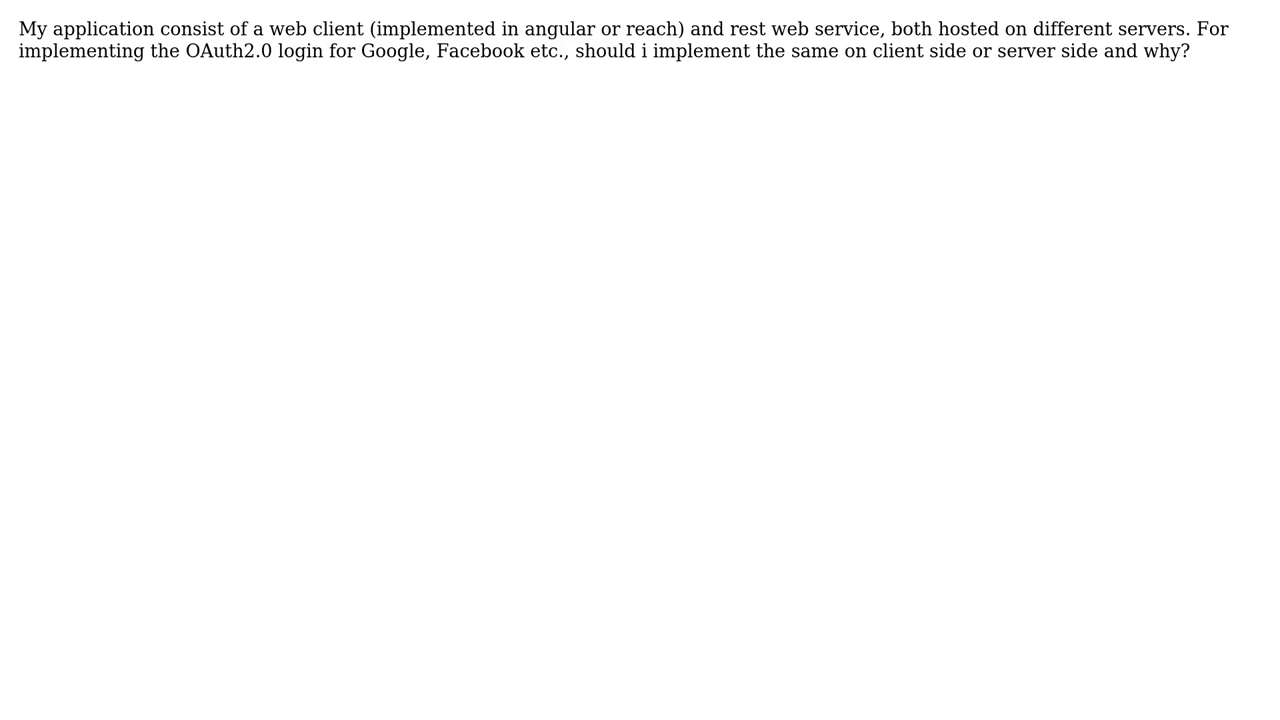 My application consist of a web client (implemented in angular or reach) and rest web service, both hosted on different servers. For
implementing the OAuth2.0 login for Google, Facebook etc., should i implement the same on client side or server side and why?